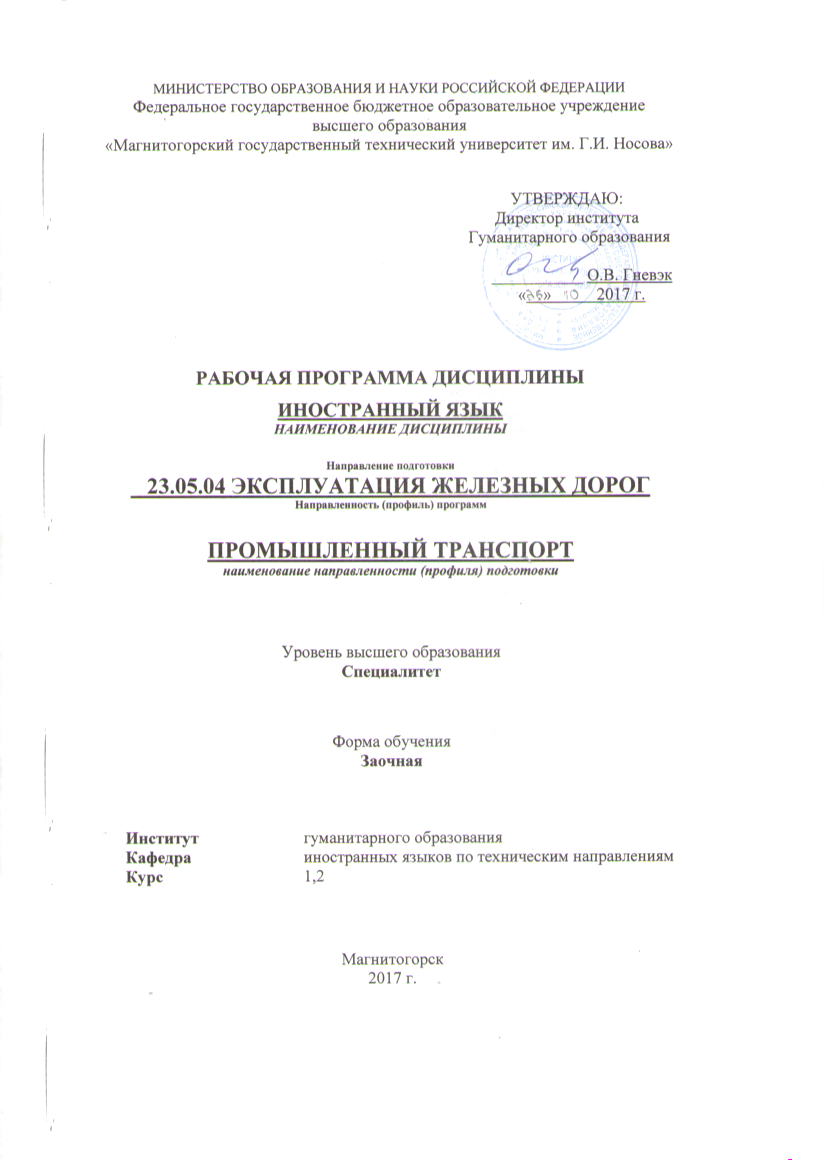 МИНИСТЕРСТВО ОБРАЗОВАНИЯ И НАУКИ РОССИЙСКОЙ ФЕДЕРАЦИИ
Федеральное государственное бюджетное образовательное учреждение
высшего образования
«Магнитогорский государственный технический университет им. Г.И. Носова»
УТВЕРЖДАЮ:
Директор института
Гуманитарного образования
О.В. Гневэк
«26» 10 2017 г.
РАБОЧАЯ ПРОГРАММА ДИСЦИПЛИНЫ
ИНОСТРАННЫЙ ЯЗЫК
НАИМЕНОВАНИЕ ДИСЦИПЛИНЫ
Направление подготовки
23.05.04 ЭКСПЛУАТАЦИЯ ЖЕЛЕЗНЫХ ДОРОГ
Направленность (профиль) программ
ПРОМЫШЛЕННЫЙ ТРАНСПОРТ
наименование направленности (профиля) подготовки
Уровень высшего образования
Специалитет
Форма обучения
Заочная
Институт гуманитарного образования
Кафедра иностранных языков по техническим направлениям
Курс 1,2
Магнитогорск
2017 г.